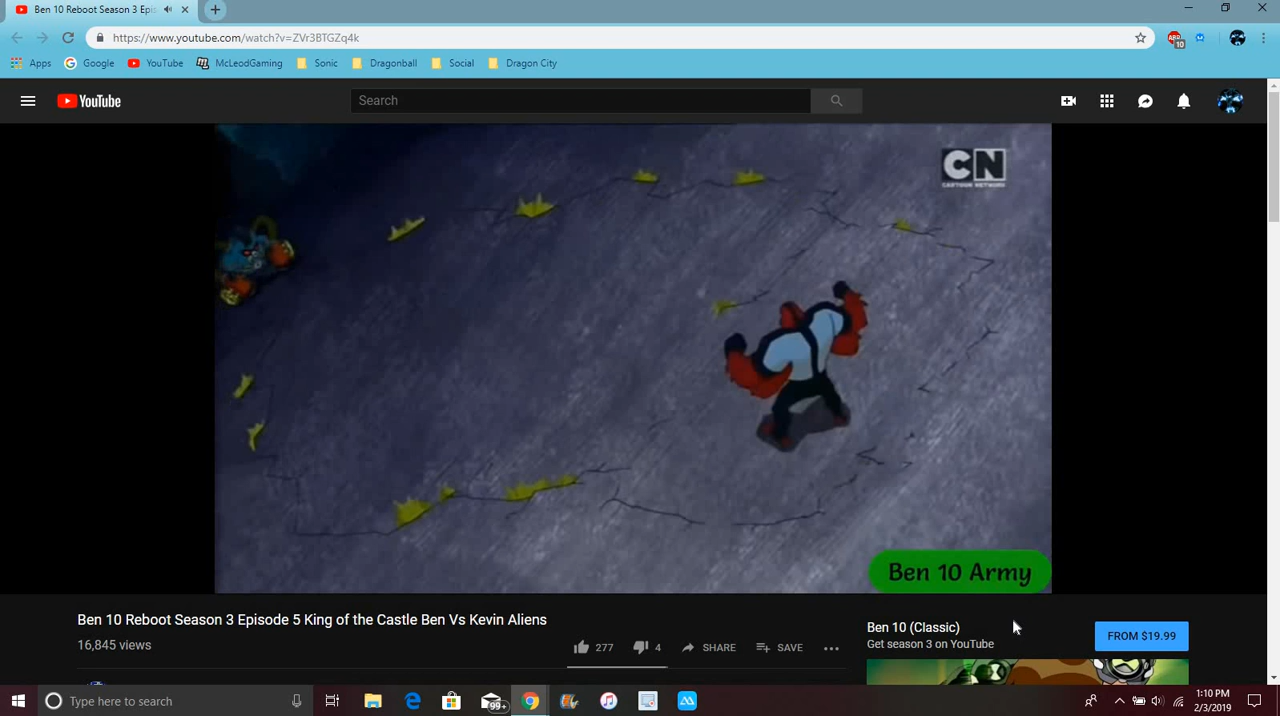 Ben 10 Reboot Season 3 Epis
https://www.youtube.com/watch?v=ZVr3BTGZq4k
ABP
10
Apps
Google
YouTube
McLeodGaming
Sonic
Dragonball
Social
Dragon City
YouTube
Search
CN
CARTOON NETWORK
Ben 10 Army
Ben 10 Reboot Season 3 Episode 5 King of the Castle Ben Vs Kevin Aliens
16,845 views
277
4
SHARE
SAVE
Ben 10 (Classic)
Get season 3 on YouTube
FROM $19.99
Type here to search
99+
1:10 PM
2/3/2019